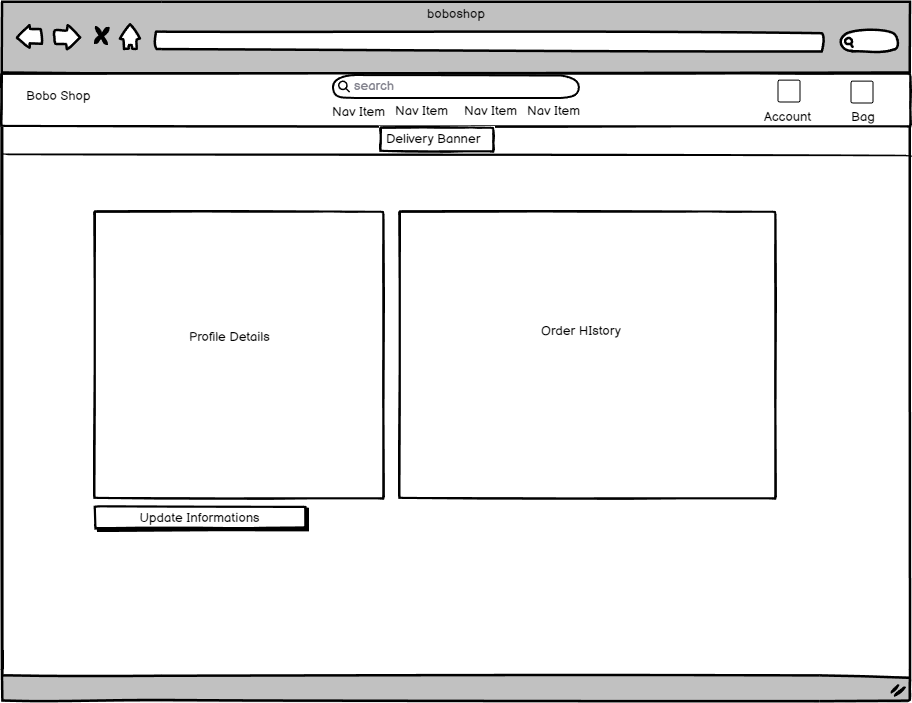 boboshop
search
Bobo Shop
Nav Item Nav Item Nav Item Nav Item
Account Bag
Delivery Banner
Profile Details
Order HIstory
Update Informations